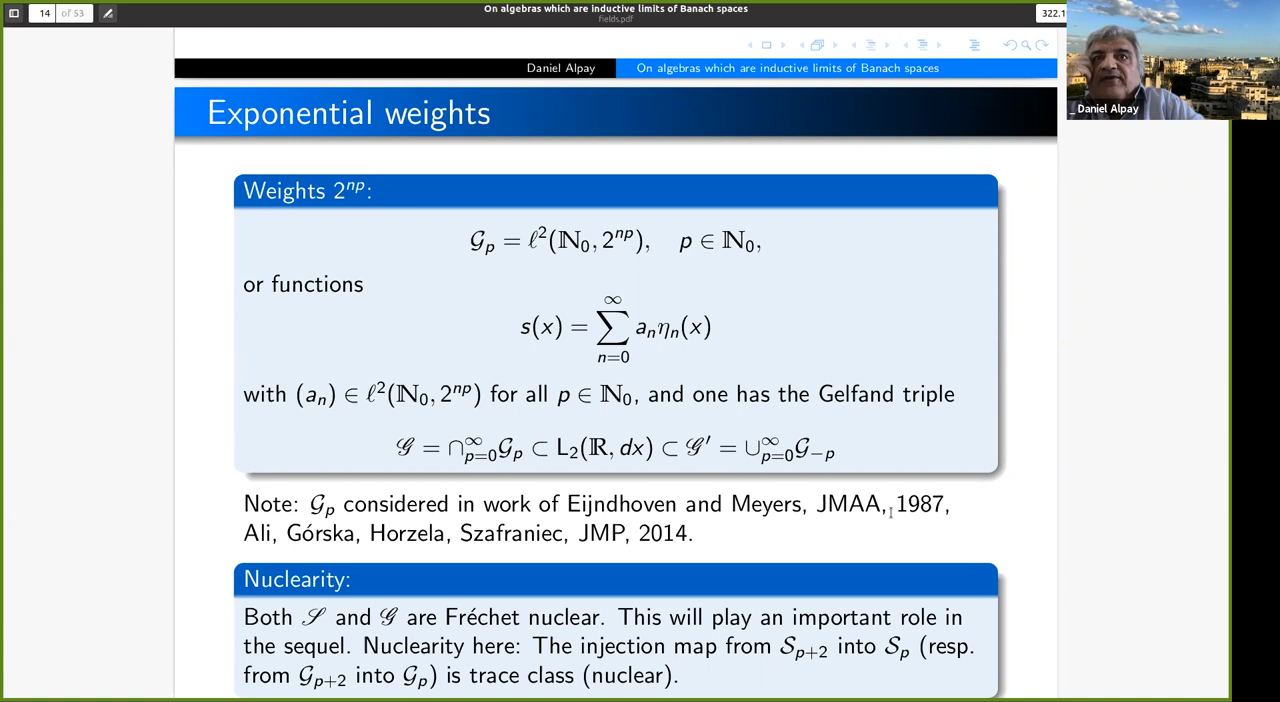 14 of 53
On algebras which are inductive limits of Banach spaces
fields.pdf
322.1
Daniel Alpay
On algebras which are inductive limits of Banach spaces
_ Daniel Alpay
Exponential weights
Weights 2^{np}:
𝒢_p = ℓ²(ℕ₀, 2^{np}), p ∈ ℕ₀,
or functions
s(x) = ∑_{n=0}^{∞} a_n η_n(x)
with (a_n) ∈ ℓ²(ℕ₀, 2^{np}) for all p ∈ ℕ₀, and one has the Gelfand triple
𝒢 = ∩_{p=0}^{∞} 𝒢_p ⊂ L₂(ℝ, dx) ⊂ 𝒢′ = ∪_{p=0}^{∞} 𝒢_{−p}
Note: 𝒢_p considered in work of Eijndhoven and Meyers, JMAA, 1987,
Ali, Górska, Horzela, Szafraniec, JMP, 2014.
Nuclearity:
Both 𝒮 and 𝒢 are Fréchet nuclear. This will play an important role in
the sequel. Nuclearity here: The injection map from 𝒮_{p+2} into 𝒮_p (resp.
from 𝒢_{p+2} into 𝒢_p) is trace class (nuclear).